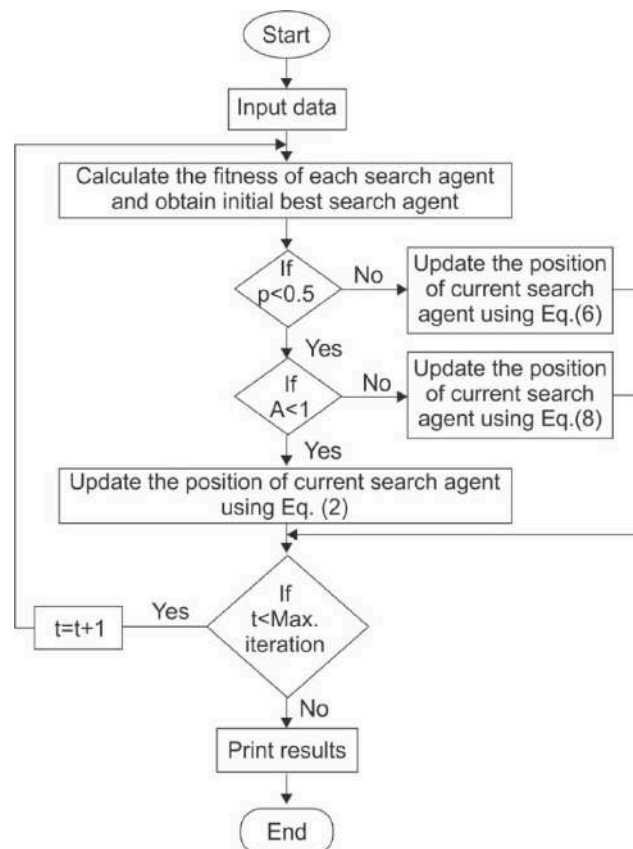 Start
Input data
Calculate the fitness of each search agent
and obtain initial best search agent
If
p<0.5
No
Update the position
of current search
agent using Eq.(6)
Yes
If
A<1
No
Update the position
of current search
agent using Eq.(8)
Yes
Update the position of current search agent
using Eq. (2)
If
t<Max.
iteration
Yes
t=t+1
No
Print results
End